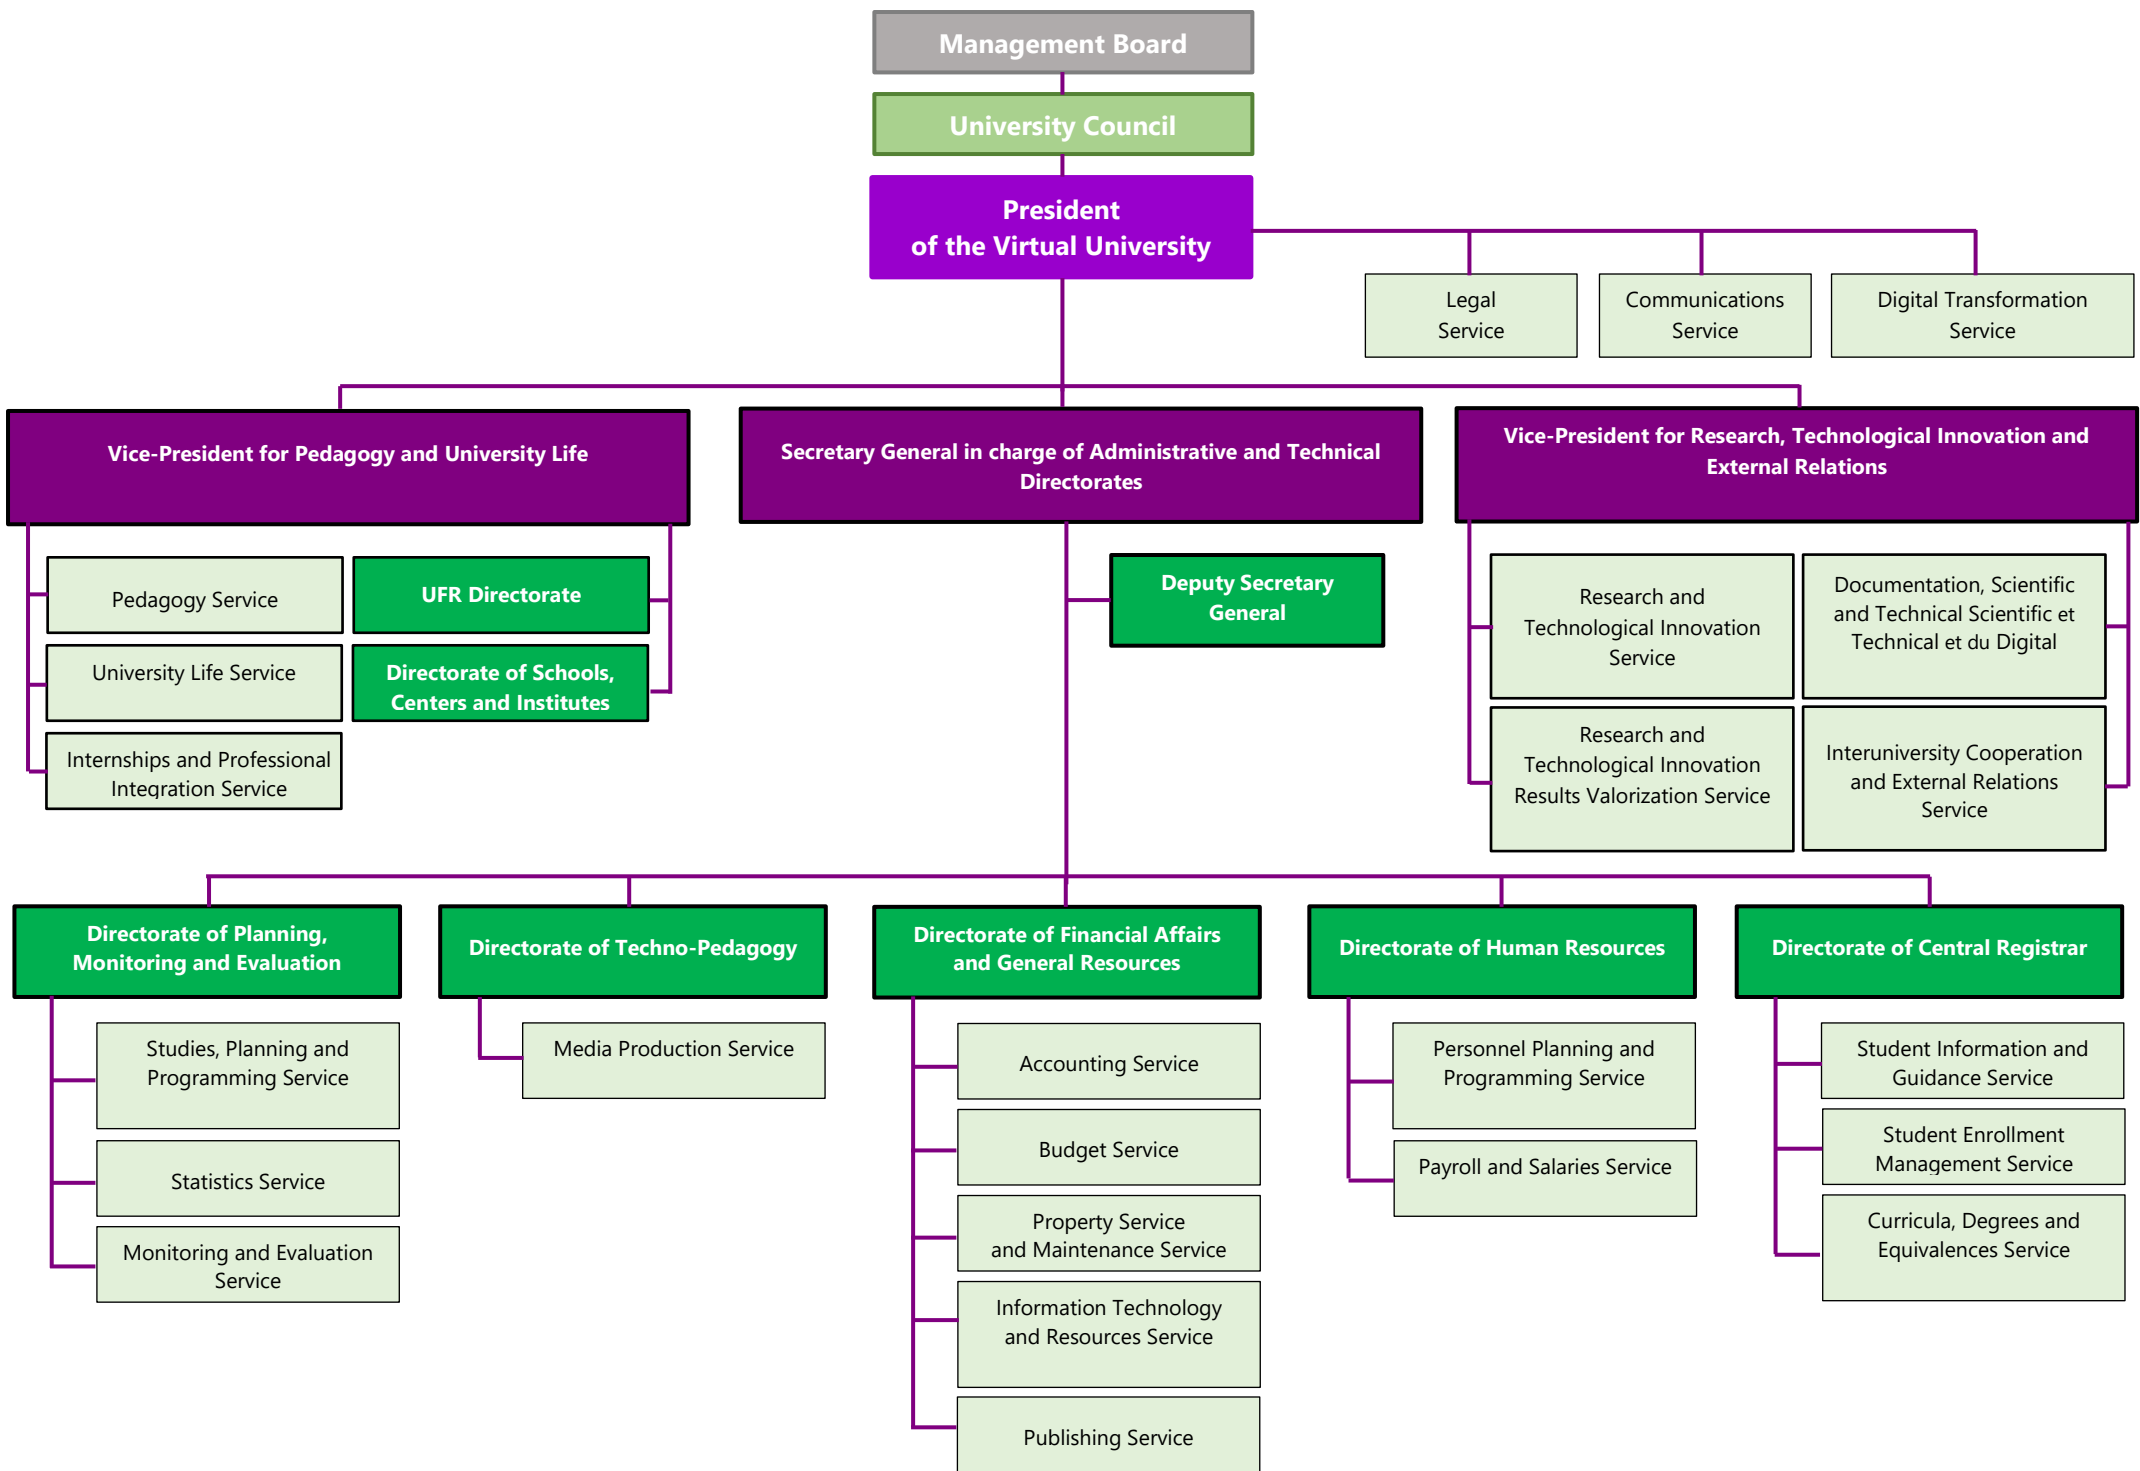 Management Board
University Council
President
of the Virtual University
Legal
Service
Communications
Service
Digital Transformation
Service
Vice-President for Pedagogy and University Life
Secretary General in charge of Administrative and Technical
Directorates
Vice-President for Research, Technological Innovation and
External Relations
Pedagogy Service
UFR Directorate
University Life Service
Directorate of Schools,
Centers and Institutes
Internships and Professional
Integration Service
Deputy Secretary
General
Research and
Technological Innovation
Service
Documentation, Scientific
and Technical Scientific et
Technical et du Digital
Research and
Technological Innovation
Results Valorization Service
Interuniversity Cooperation
and External Relations
Service
Directorate of Planning,
Monitoring and Evaluation
Studies, Planning and
Programming Service
Statistics Service
Monitoring and Evaluation
Service
Directorate of Techno-Pedagogy
Media Production Service
Directorate of Financial Affairs
and General Resources
Accounting Service
Budget Service
Property Service
and Maintenance Service
Information Technology
and Resources Service
Publishing Service
Directorate of Human Resources
Personnel Planning and
Programming Service
Payroll and Salaries Service
Directorate of Central Registrar
Student Information and
Guidance Service
Student Enrollment
Management Service
Curricula, Degrees and
Equivalences Service